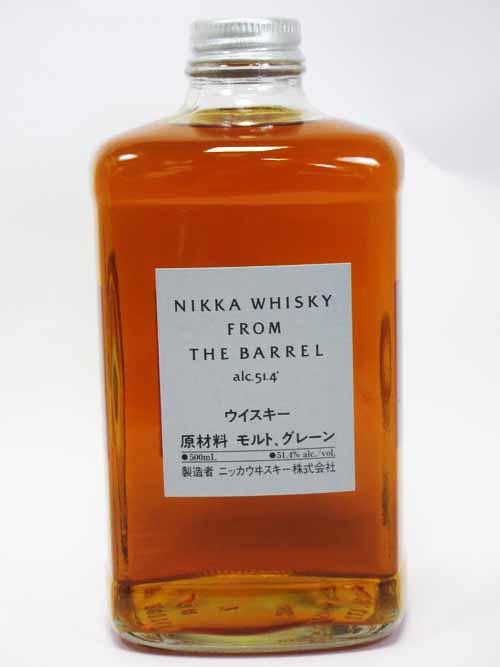 NIKKA WHISKY
FROM
THE BARREL
alc.51.4°
ウイスキー
原材料 モルト、グレーン
●500mL ●51.4% alc./vol.
製造者 ニッカウヰスキー株式会社